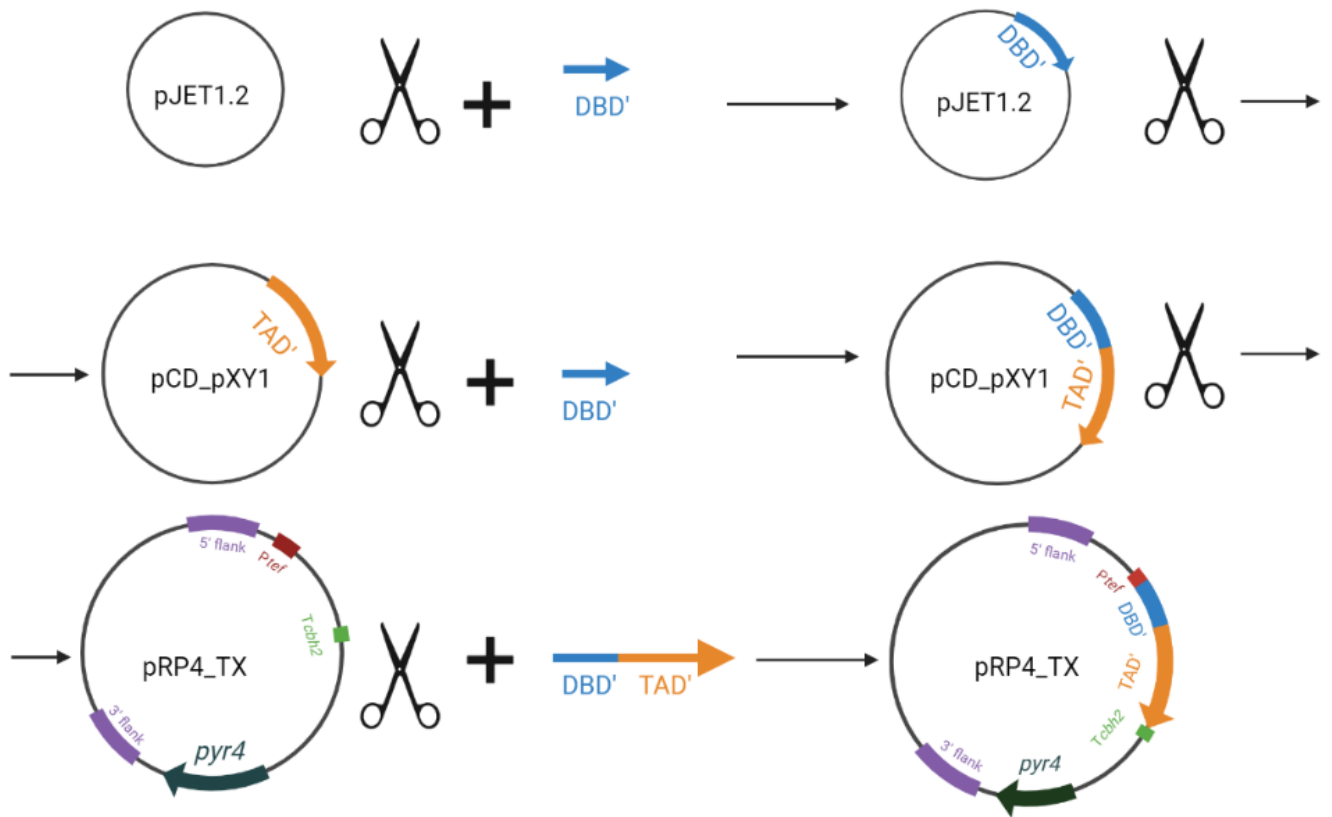 pJET1.2
DBD'
DBD'
pJET1.2
TAD'
pCD_pXY1
DBD'
DBD'
TAD'
pCD_pXY1
5' flank
Ptef
Tcbh2
pRP4_TX
3' flank
pyr4
DBD' TAD'
5' flank
Ptef
DBD'
TAD'
Tcbh2
pRP4_TX
3' flank
pyr4